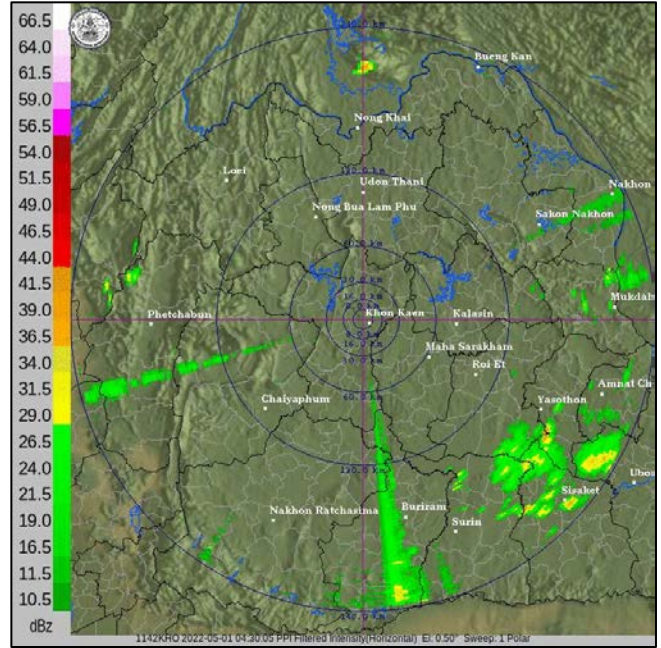 66.5
64.0
61.5
59.0
56.5
54.0
51.5
49.0
46.5
44.0
41.5
39.0
36.5
34.0
31.5
29.0
26.5
24.0
21.5
19.0
16.5
14.0
11.5
10.5
dBz
Bueng Kan
Nong Khai
Loei
Udon Thani
Nakhon
Nong Bua Lam Phu
Sakon Nakhon
Mukdah
Phetchabun
Khon Kaen
Kalasin
Maha Sarakham
Roi Et
Amnat Ch
Chaiyaphum
Yasothon
Ubon
Sisaket
Nakhon Ratchasima
Buriram
Surin
1142KHO 2022-05-01 04:30:05 PPI Filtered Intensity(Horizontal) El: 0.50° Sweep: 1 Polar